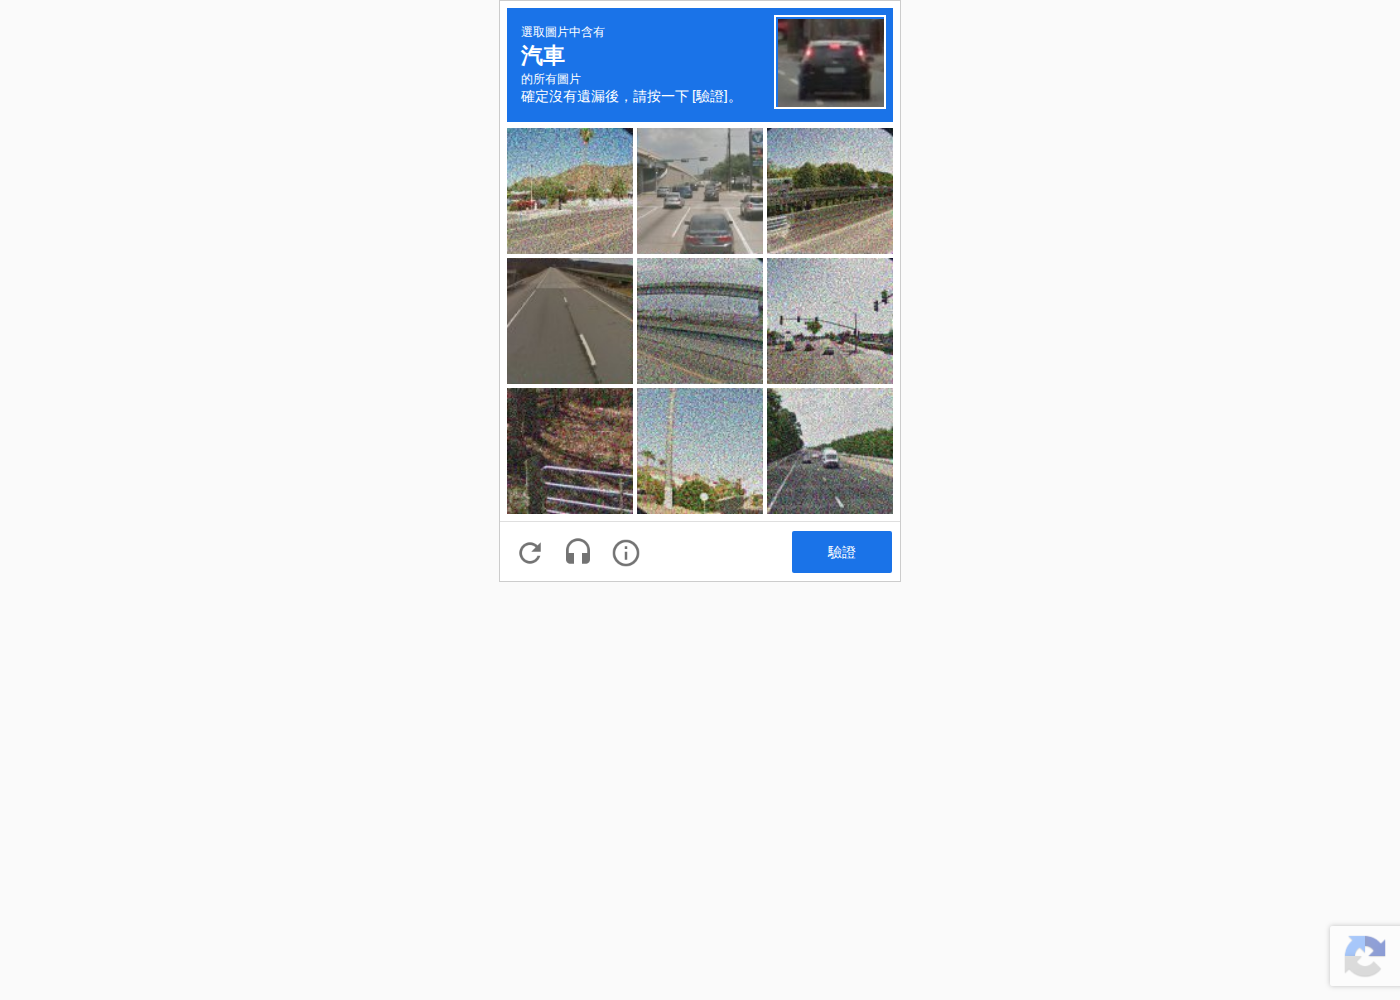 選取圖片中含有
汽車
的所有圖片
確定沒有遺漏後，請按一下 [驗證]。
驗證